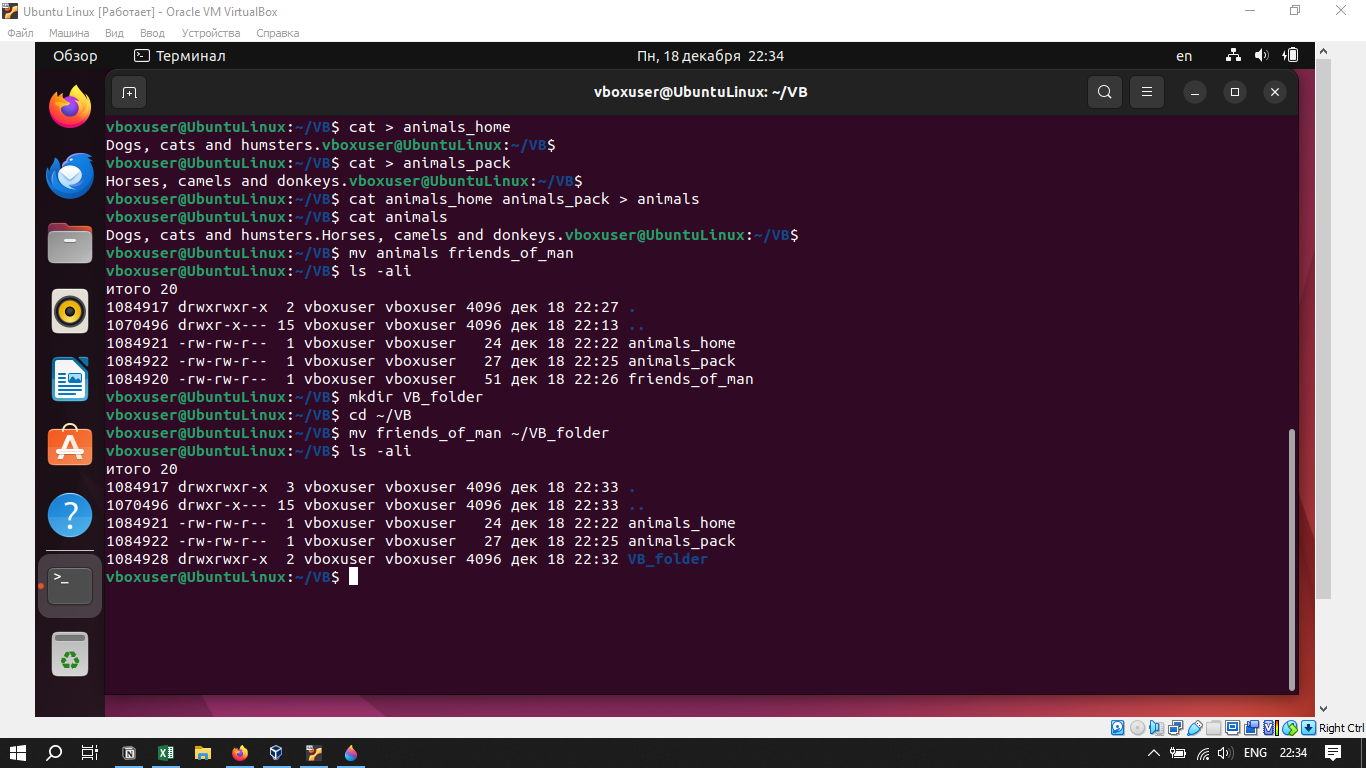 Ubuntu Linux [Работает] - Oracle VM VirtualBox
Файл Машина Вид Ввод Устройства Справка
Обзор Терминал Пн, 18 декабря 22:34 en
vboxuser@UbuntuLinux: ~/VB
vboxuser@UbuntuLinux:~/VB$ cat > animals_home
Dogs, cats and humsters.vboxuser@UbuntuLinux:~/VB$
vboxuser@UbuntuLinux:~/VB$ cat > animals_pack
Horses, camels and donkeys.vboxuser@UbuntuLinux:~/VB$
vboxuser@UbuntuLinux:~/VB$ cat animals_home animals_pack > animals
vboxuser@UbuntuLinux:~/VB$ cat animals
Dogs, cats and humsters.Horses, camels and donkeys.vboxuser@UbuntuLinux:~/VB$
vboxuser@UbuntuLinux:~/VB$ mv animals friends_of_man
vboxuser@UbuntuLinux:~/VB$ ls -ali
итого 20
1084917 drwxrwxr-x  2 vboxuser vboxuser 4096 дек 18 22:27 .
1070496 drwxr-x--- 15 vboxuser vboxuser 4096 дек 18 22:13 ..
1084921 -rw-rw-r--  1 vboxuser vboxuser   24 дек 18 22:22 animals_home
1084922 -rw-rw-r--  1 vboxuser vboxuser   27 дек 18 22:25 animals_pack
1084920 -rw-rw-r--  1 vboxuser vboxuser   51 дек 18 22:26 friends_of_man
vboxuser@UbuntuLinux:~/VB$ mkdir VB_folder
vboxuser@UbuntuLinux:~/VB$ cd ~/VB
vboxuser@UbuntuLinux:~/VB$ mv friends_of_man ~/VB_folder
vboxuser@UbuntuLinux:~/VB$ ls -ali
итого 20
1084917 drwxrwxr-x  3 vboxuser vboxuser 4096 дек 18 22:33 .
1070496 drwxr-x--- 15 vboxuser vboxuser 4096 дек 18 22:33 ..
1084921 -rw-rw-r--  1 vboxuser vboxuser   24 дек 18 22:22 animals_home
1084922 -rw-rw-r--  1 vboxuser vboxuser   27 дек 18 22:25 animals_pack
1084928 drwxrwxr-x  2 vboxuser vboxuser 4096 дек 18 22:32 VB_folder
vboxuser@UbuntuLinux:~/VB$
Right Ctrl
ENG 22:34